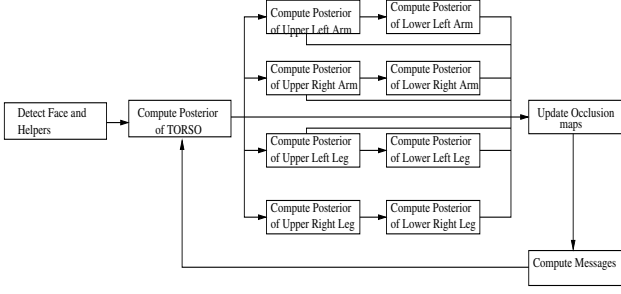 Compute Posterior
of Upper Left Arm
Compute Posterior
of Lower Left Arm
Compute Posterior
of Upper Right Arm
Compute Posterior
of Lower Right Arm
Detect Face and
Helpers
Compute Posterior
of TORSO
Update Occlusion
maps
Compute Posterior
of Upper Left Leg
Compute Posterior
of Lower Left Leg
Compute Posterior
of Upper Right Leg
Compute Posterior
of Lower Right Leg
Compute Messages